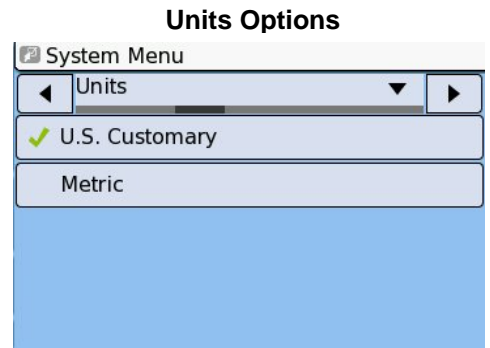 Units Options
System Menu
Units
U.S. Customary
Metric